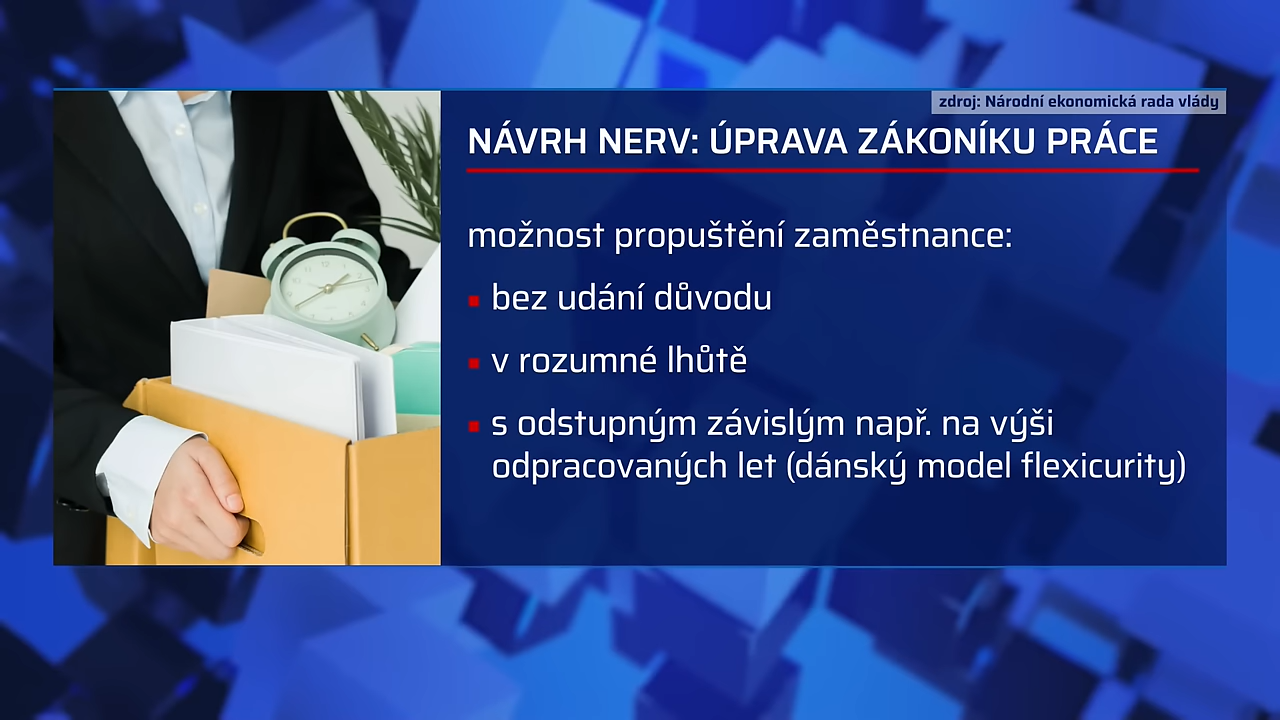 zdroj: Národní ekonomická rada vlády
NÁVRH NERV: ÚPRAVA ZÁKONÍKU PRÁCE
možnost propuštění zaměstnance:
bez udání důvodu
v rozumné lhůtě
s odstupným závislým např. na výši
odpracovaných let (dánský model flexicurity)